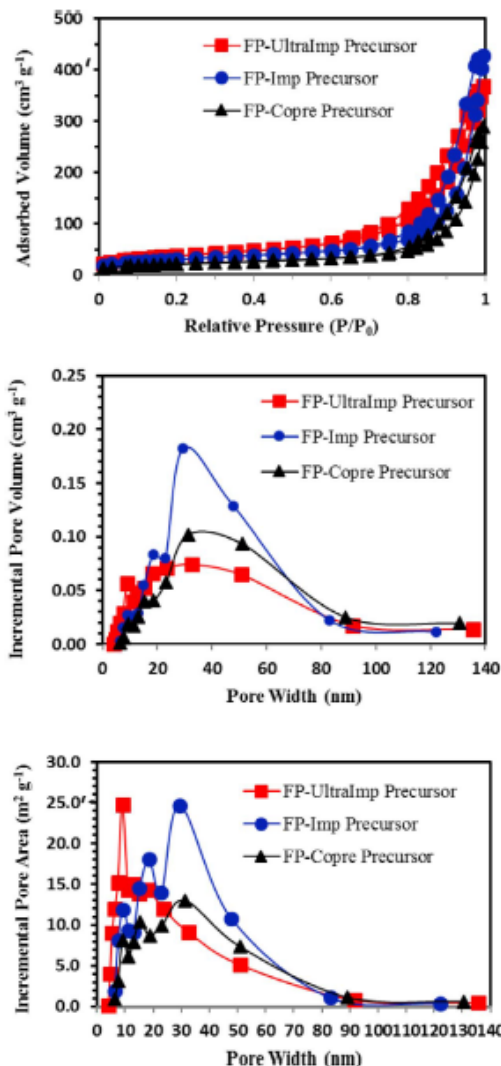 500
FP-UltraImp Precursor
400
FP-Imp Precursor
300
FP-Copre Precursor
200
100
0
0
0.2
0.4
0.6
0.8
1
Adsorbed Volume (cm³ g⁻¹)
Relative Pressure (P/P₀)
0.25
FP-UltraImp Precursor
0.20
FP-Imp Precursor
0.15
FP-Copre Precursor
0.10
0.05
0.00
0 20 40 60 80 100 120 140
Incremental Pore Volume (cm³ g⁻¹)
Pore Width (nm)
30.0
FP-UltraImp Precursor
25.0
FP-Imp Precursor
20.0
FP-Copre Precursor
15.0
10.0
5.0
0.0
0 10 20 30 40 50 60 70 80 90 100110120130140
Incremental Pore Area (m² g⁻¹)
Pore Width (nm)